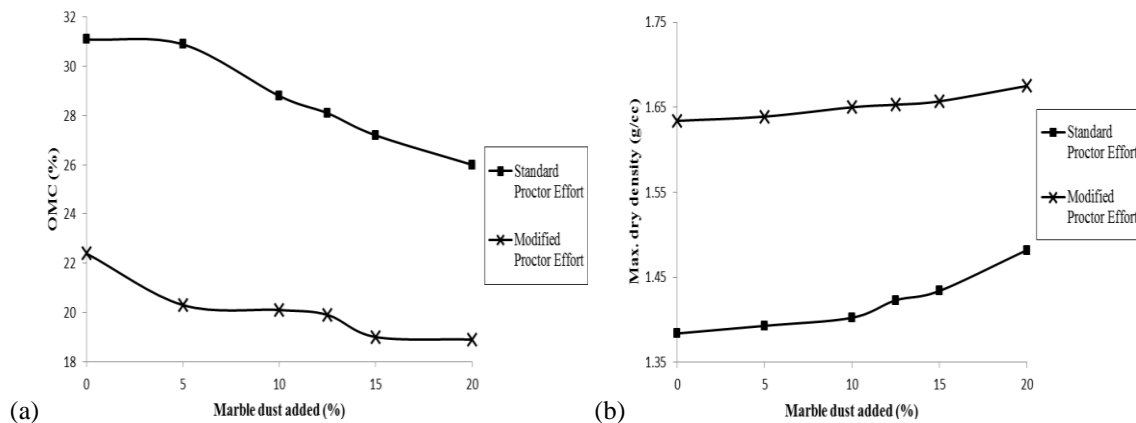 32
30
28
26
24
22
20
18
OMC (%)
0 5 10 15 20
Marble dust added (%)
Standard
Proctor Effort
Modified
Proctor Effort
(a)
1.75
1.65
1.55
1.45
1.35
Max. dry density (g/cc)
0 5 10 15 20
Marble dust added (%)
Standard
Proctor Effort
Modified
Proctor Effort
(b)